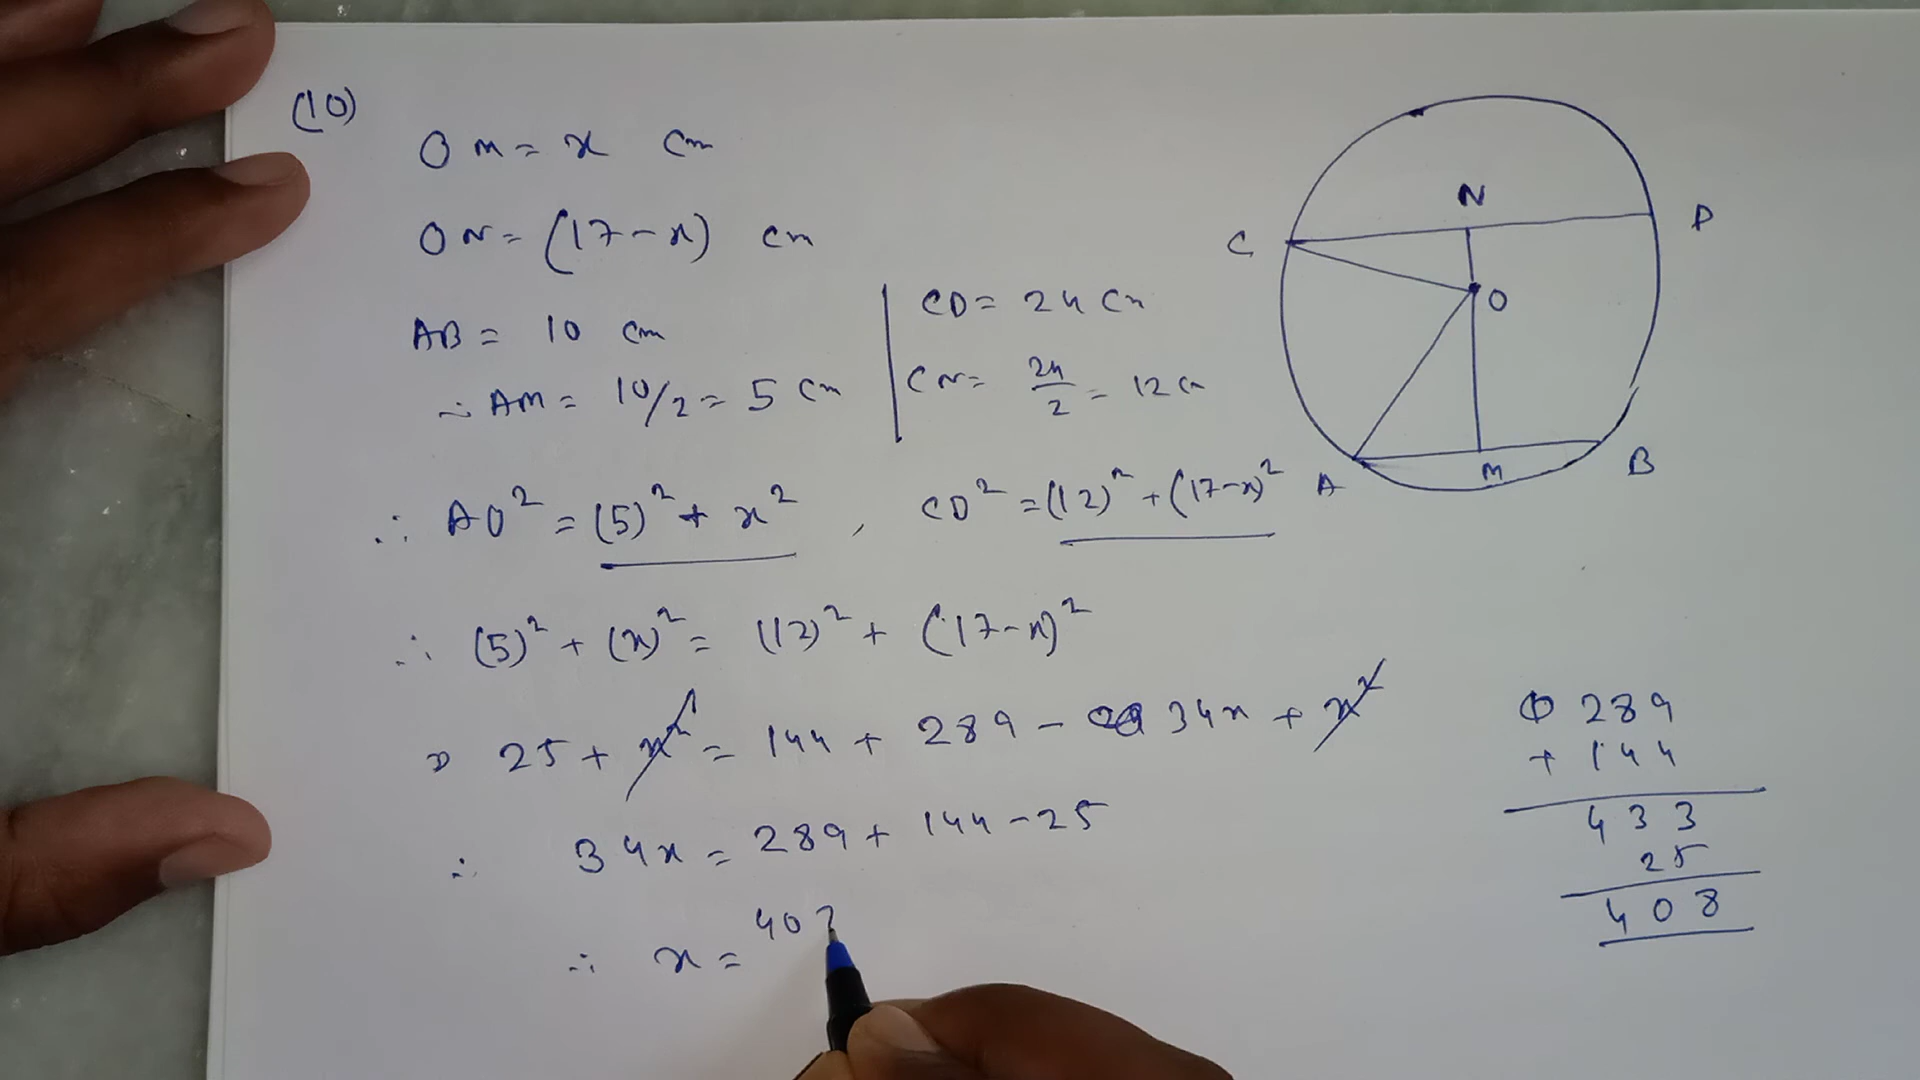 (10)
OM = x cm
ON = (17-x) cm
AB = 10 cm
∴ AM = 10/2 = 5 cm
CD = 24 cm
CN = 24/2 = 12 cm
∴ AO² = (5)² + x² , CD² = (12)² + (17-x)²
∴ (5)² + (x)² = (12)² + (17-x)²
25 + x² = 144 + 289 - 34x + x²
∴ 34x = 289 + 144 - 25
∴ x = 40
N
C
D
O
A
M
B
289
+ 144
433
25
408